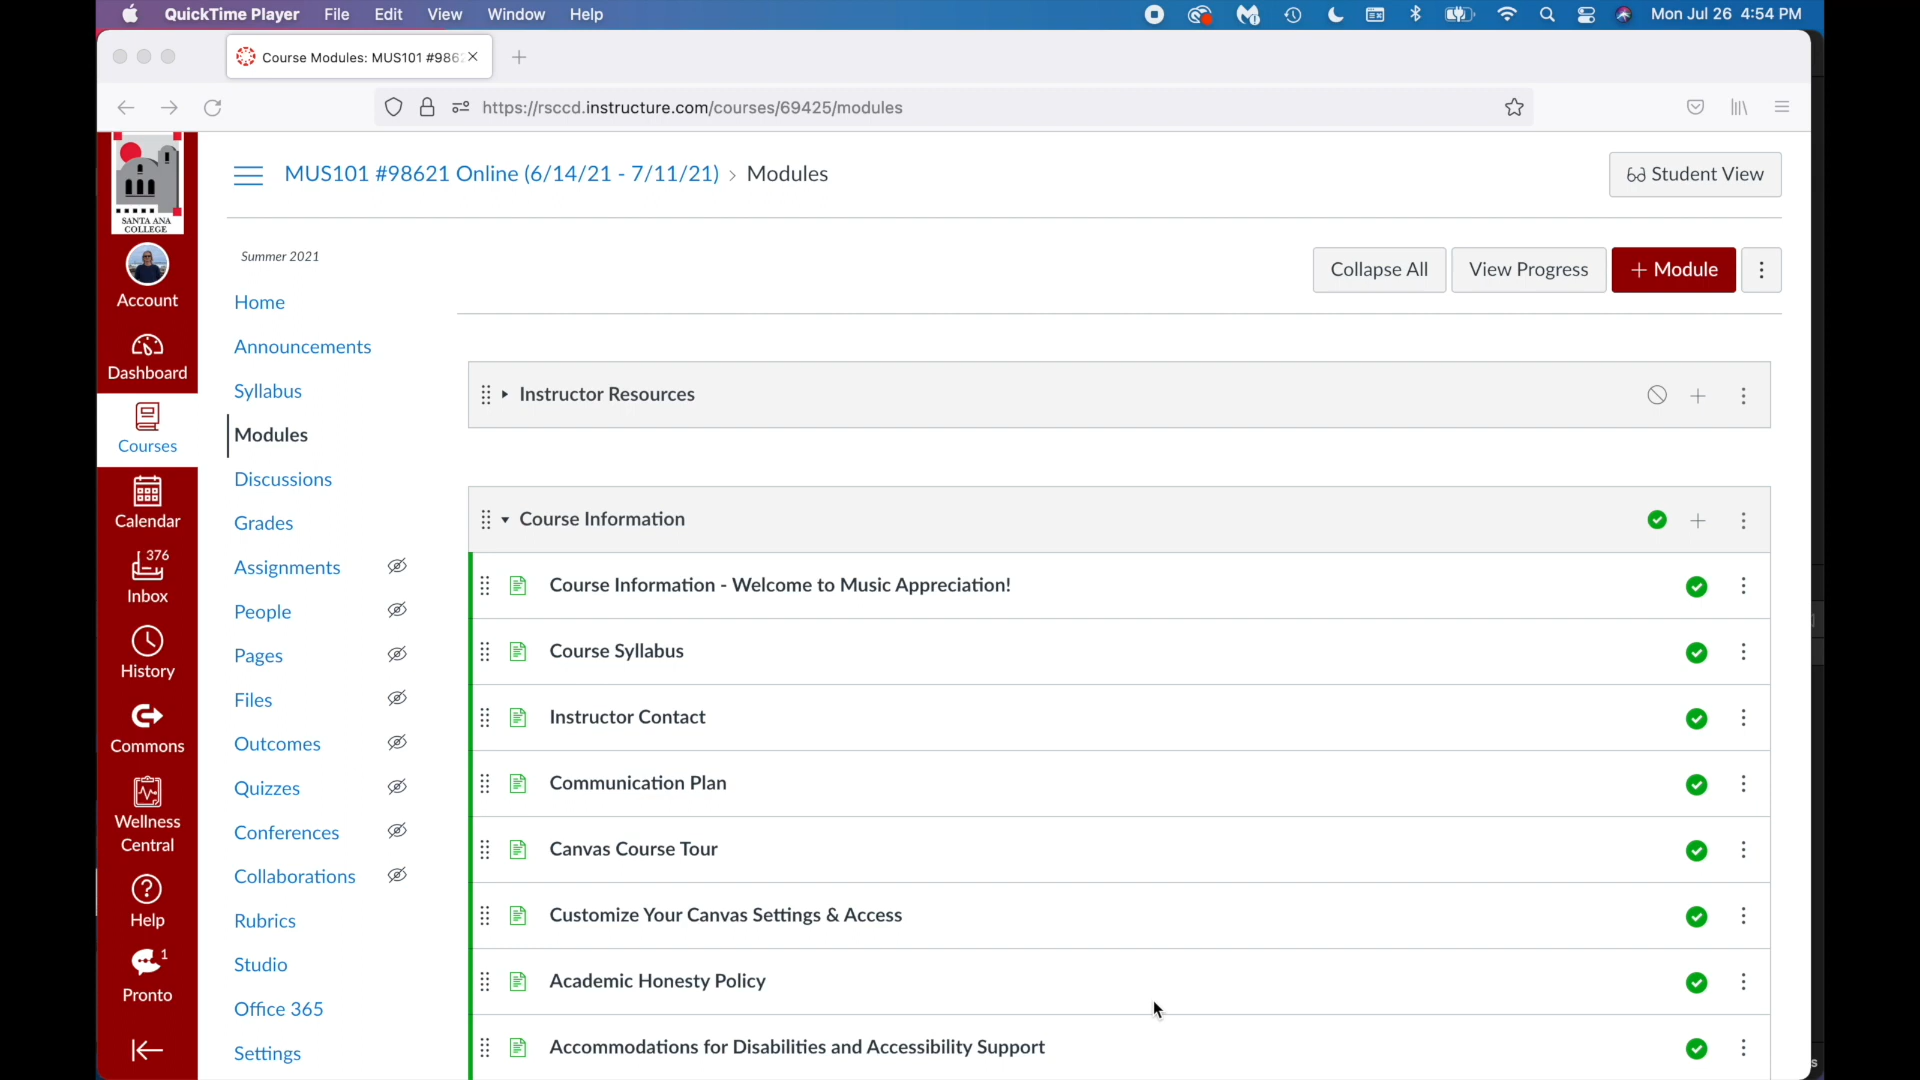 QuickTime Player File Edit View Window Help Mon Jul 26 4:54 PM
Course Modules: MUS101 #986
https://rsccd.instructure.com/courses/69425/modules
SANTA ANA
COLLEGE
Account
Dashboard
Courses
Calendar
376
Inbox
History
Commons
Wellness
Central
Help
1
Pronto
MUS101 #98621 Online (6/14/21 - 7/11/21) › Modules
Student View
Summer 2021
Home
Announcements
Syllabus
Modules
Discussions
Grades
Assignments
People
Pages
Files
Outcomes
Quizzes
Conferences
Collaborations
Rubrics
Studio
Office 365
Settings
Collapse All View Progress + Module
Instructor Resources
Course Information
Course Information - Welcome to Music Appreciation!
Course Syllabus
Instructor Contact
Communication Plan
Canvas Course Tour
Customize Your Canvas Settings & Access
Academic Honesty Policy
Accommodations for Disabilities and Accessibility Support